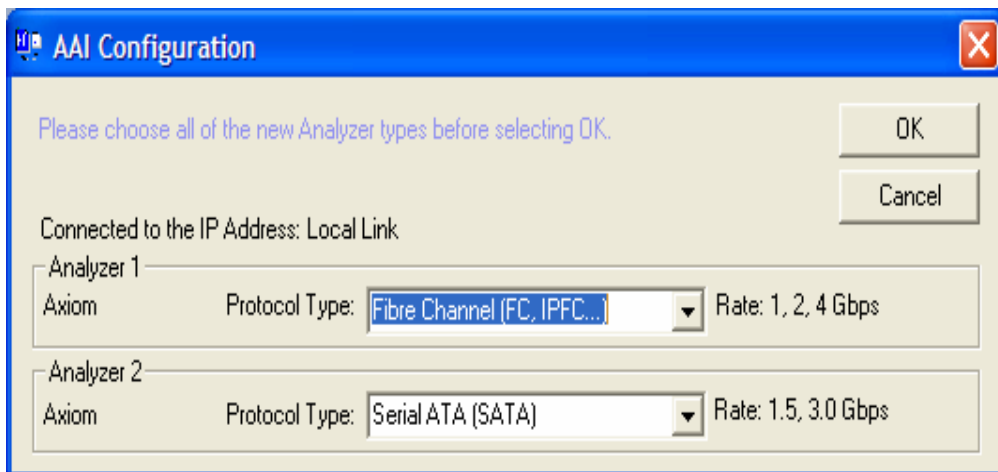 AAI Configuration
Please choose all of the new Analyzer types before selecting OK.
OK
Cancel
Connected to the IP Address: Local Link
Analyzer 1
Axiom Protocol Type: Fibre Channel (FC, IPFC...) Rate: 1, 2, 4 Gbps
Analyzer 2
Axiom Protocol Type: Serial ATA (SATA) Rate: 1.5, 3.0 Gbps